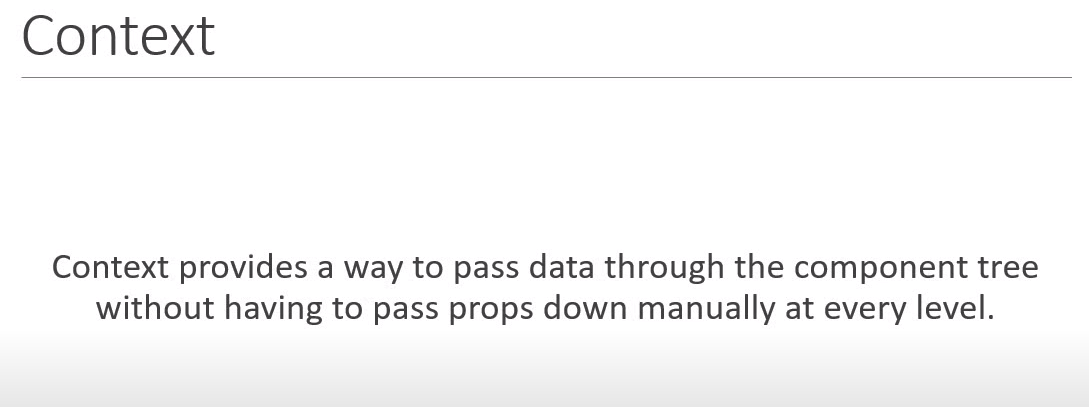 Context
Context provides a way to pass data through the component tree
without having to pass props down manually at every level.